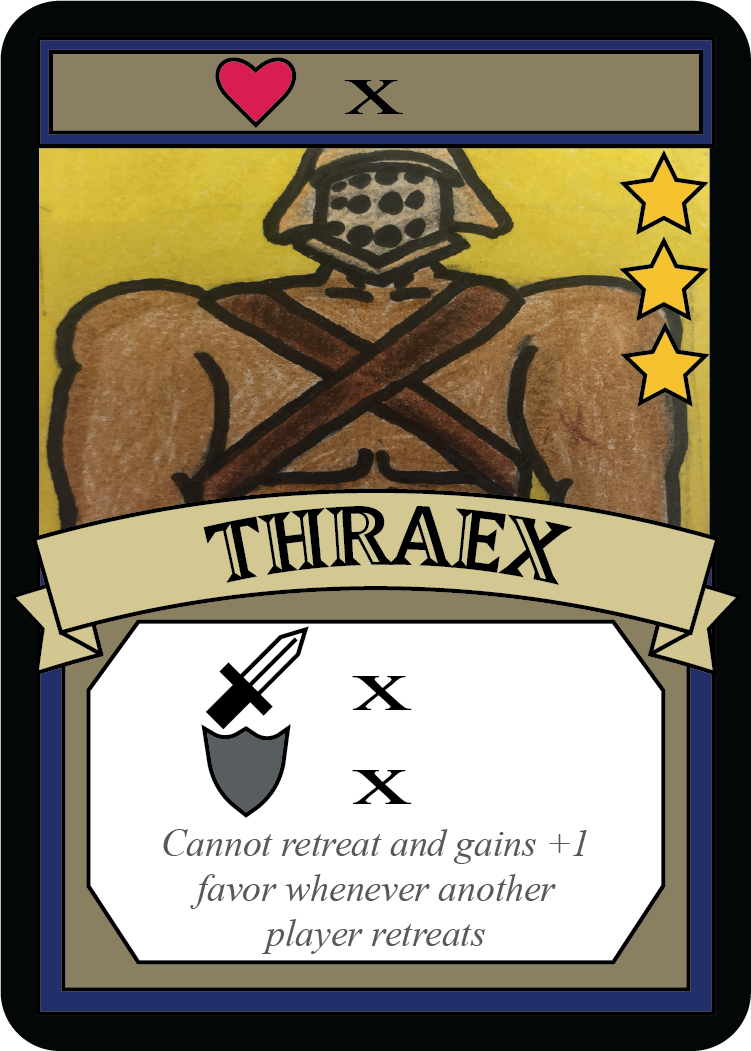 x
THRAEX
x
x
Cannot retreat and gains +1
favor whenever another
player retreats